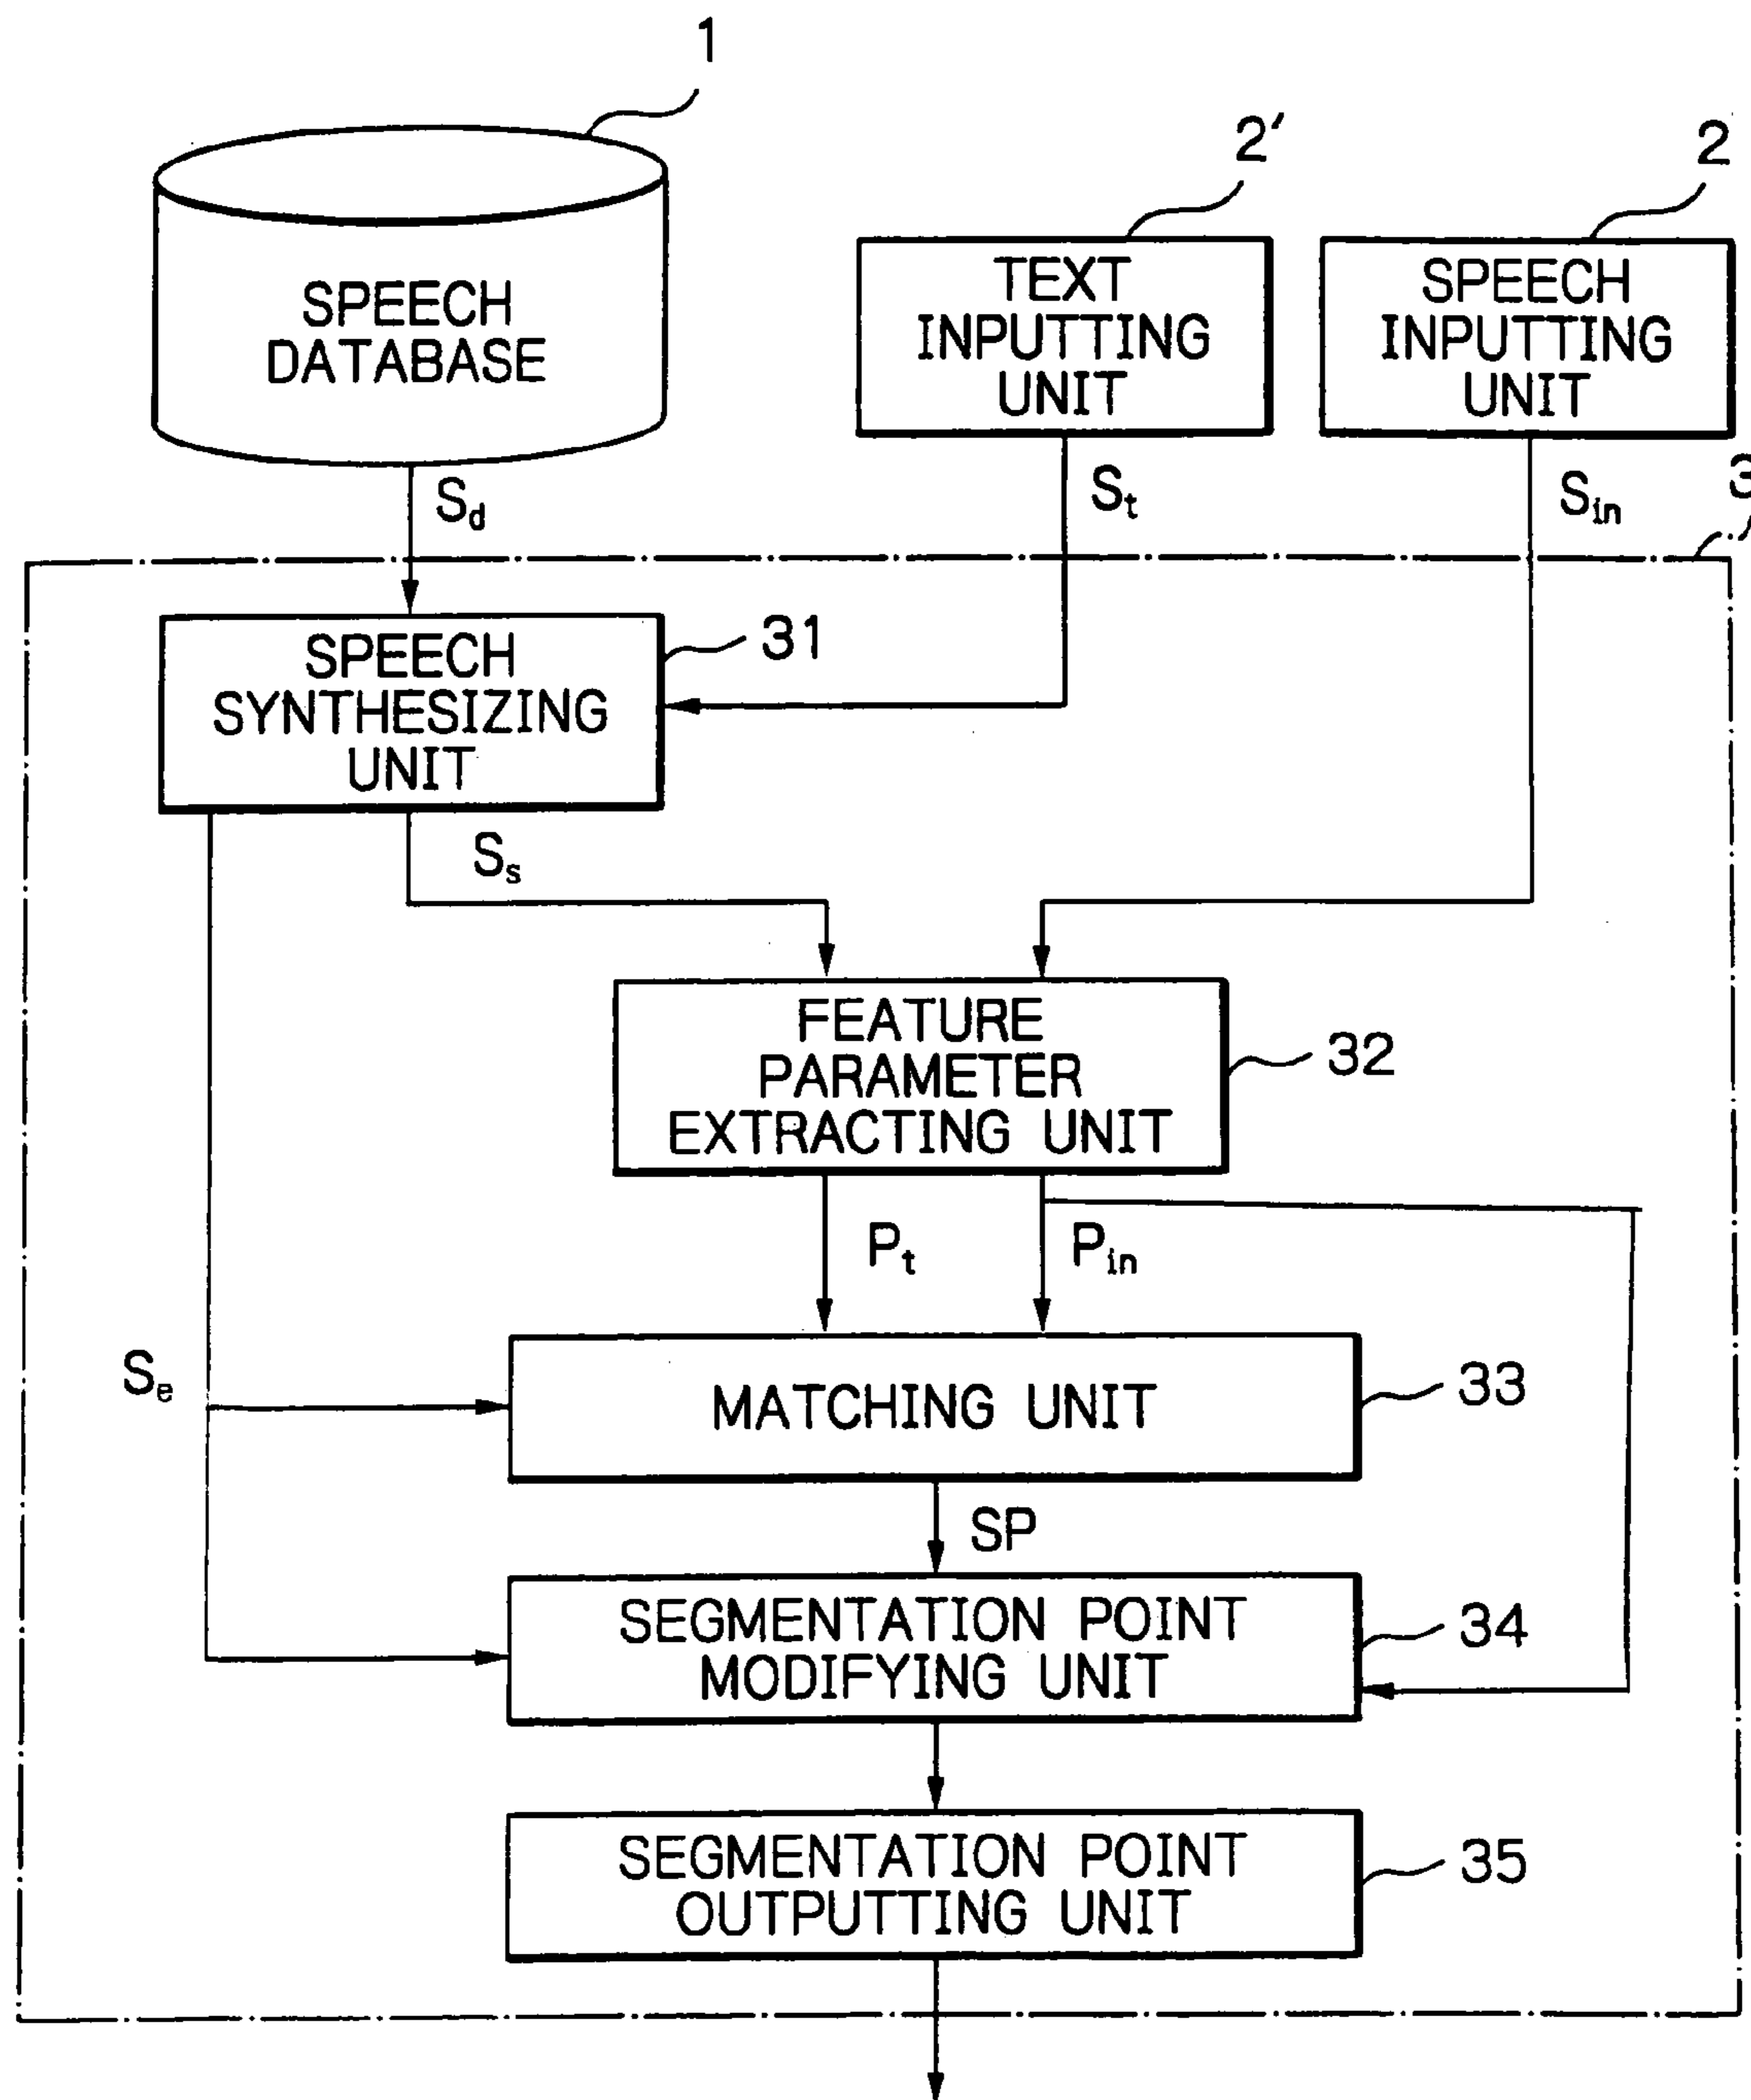 1
2'
2
SPEECH
DATABASE
TEXT
INPUTTING
UNIT
SPEECH
INPUTTING
UNIT
3
Sd
St
Sin
SPEECH
SYNTHESIZING
UNIT
31
Ss
FEATURE
PARAMETER
EXTRACTING UNIT
32
Pt
Pin
Se
MATCHING UNIT
33
SP
SEGMENTATION POINT
MODIFYING UNIT
34
SEGMENTATION POINT
OUTPUTTING UNIT
35